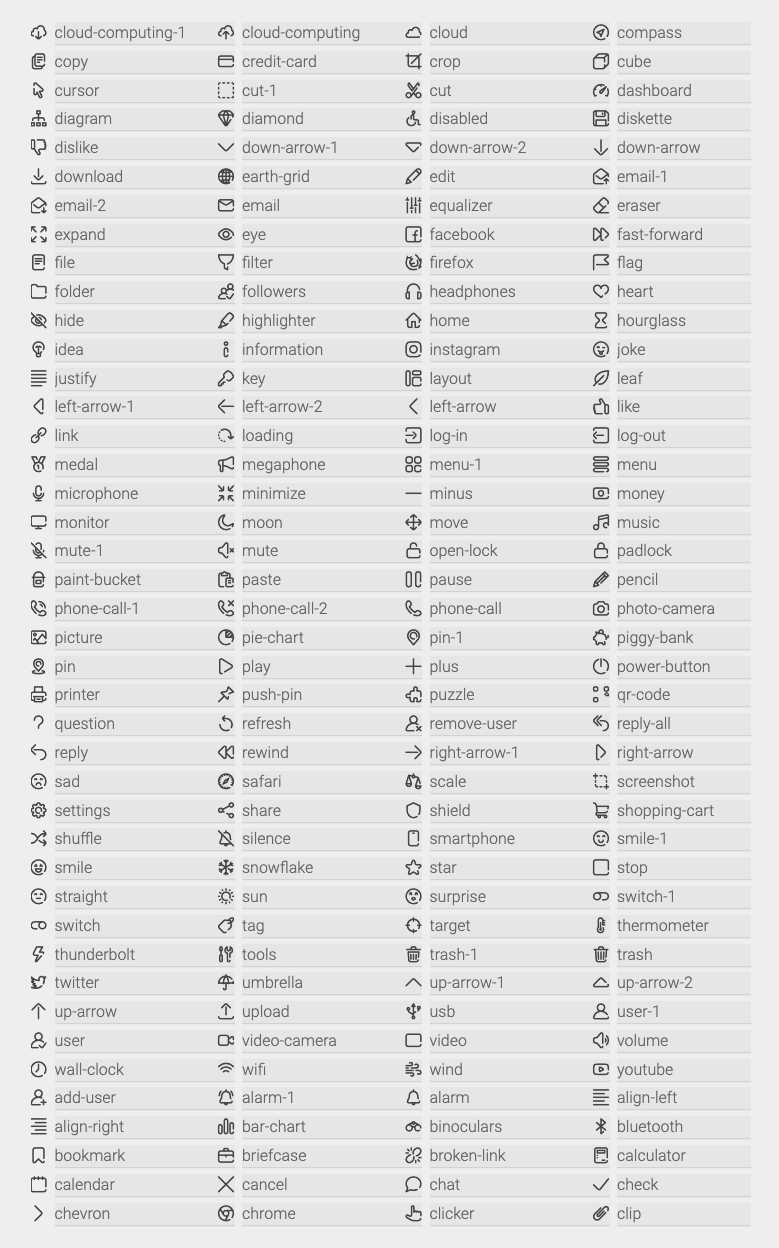 cloud-computing-1 cloud-computing cloud compass
copy credit-card crop cube
cursor cut-1 cut dashboard
diagram diamond disabled diskette
dislike down-arrow-1 down-arrow-2 down-arrow
download earth-grid edit email-1
email-2 email equalizer eraser
expand eye facebook fast-forward
file filter firefox flag
folder followers headphones heart
hide highlighter home hourglass
idea information instagram joke
justify key layout leaf
left-arrow-1 left-arrow-2 left-arrow like
link loading log-in log-out
medal megaphone menu-1 menu
microphone minimize minus money
monitor moon move music
mute-1 mute open-lock padlock
paint-bucket paste pause pencil
phone-call-1 phone-call-2 phone-call photo-camera
picture pie-chart pin-1 piggy-bank
pin play plus power-button
printer push-pin puzzle qr-code
question refresh remove-user reply-all
reply rewind right-arrow-1 right-arrow
sad safari scale screenshot
settings share shield shopping-cart
shuffle silence smartphone smile-1
smile snowflake star stop
straight sun surprise switch-1
switch tag target thermometer
thunderbolt tools trash-1 trash
twitter umbrella up-arrow-1 up-arrow-2
up-arrow upload usb user-1
user video-camera video volume
wall-clock wifi wind youtube
add-user alarm-1 alarm align-left
align-right bar-chart binoculars bluetooth
bookmark briefcase broken-link calculator
calendar cancel chat check
chevron chrome clicker clip